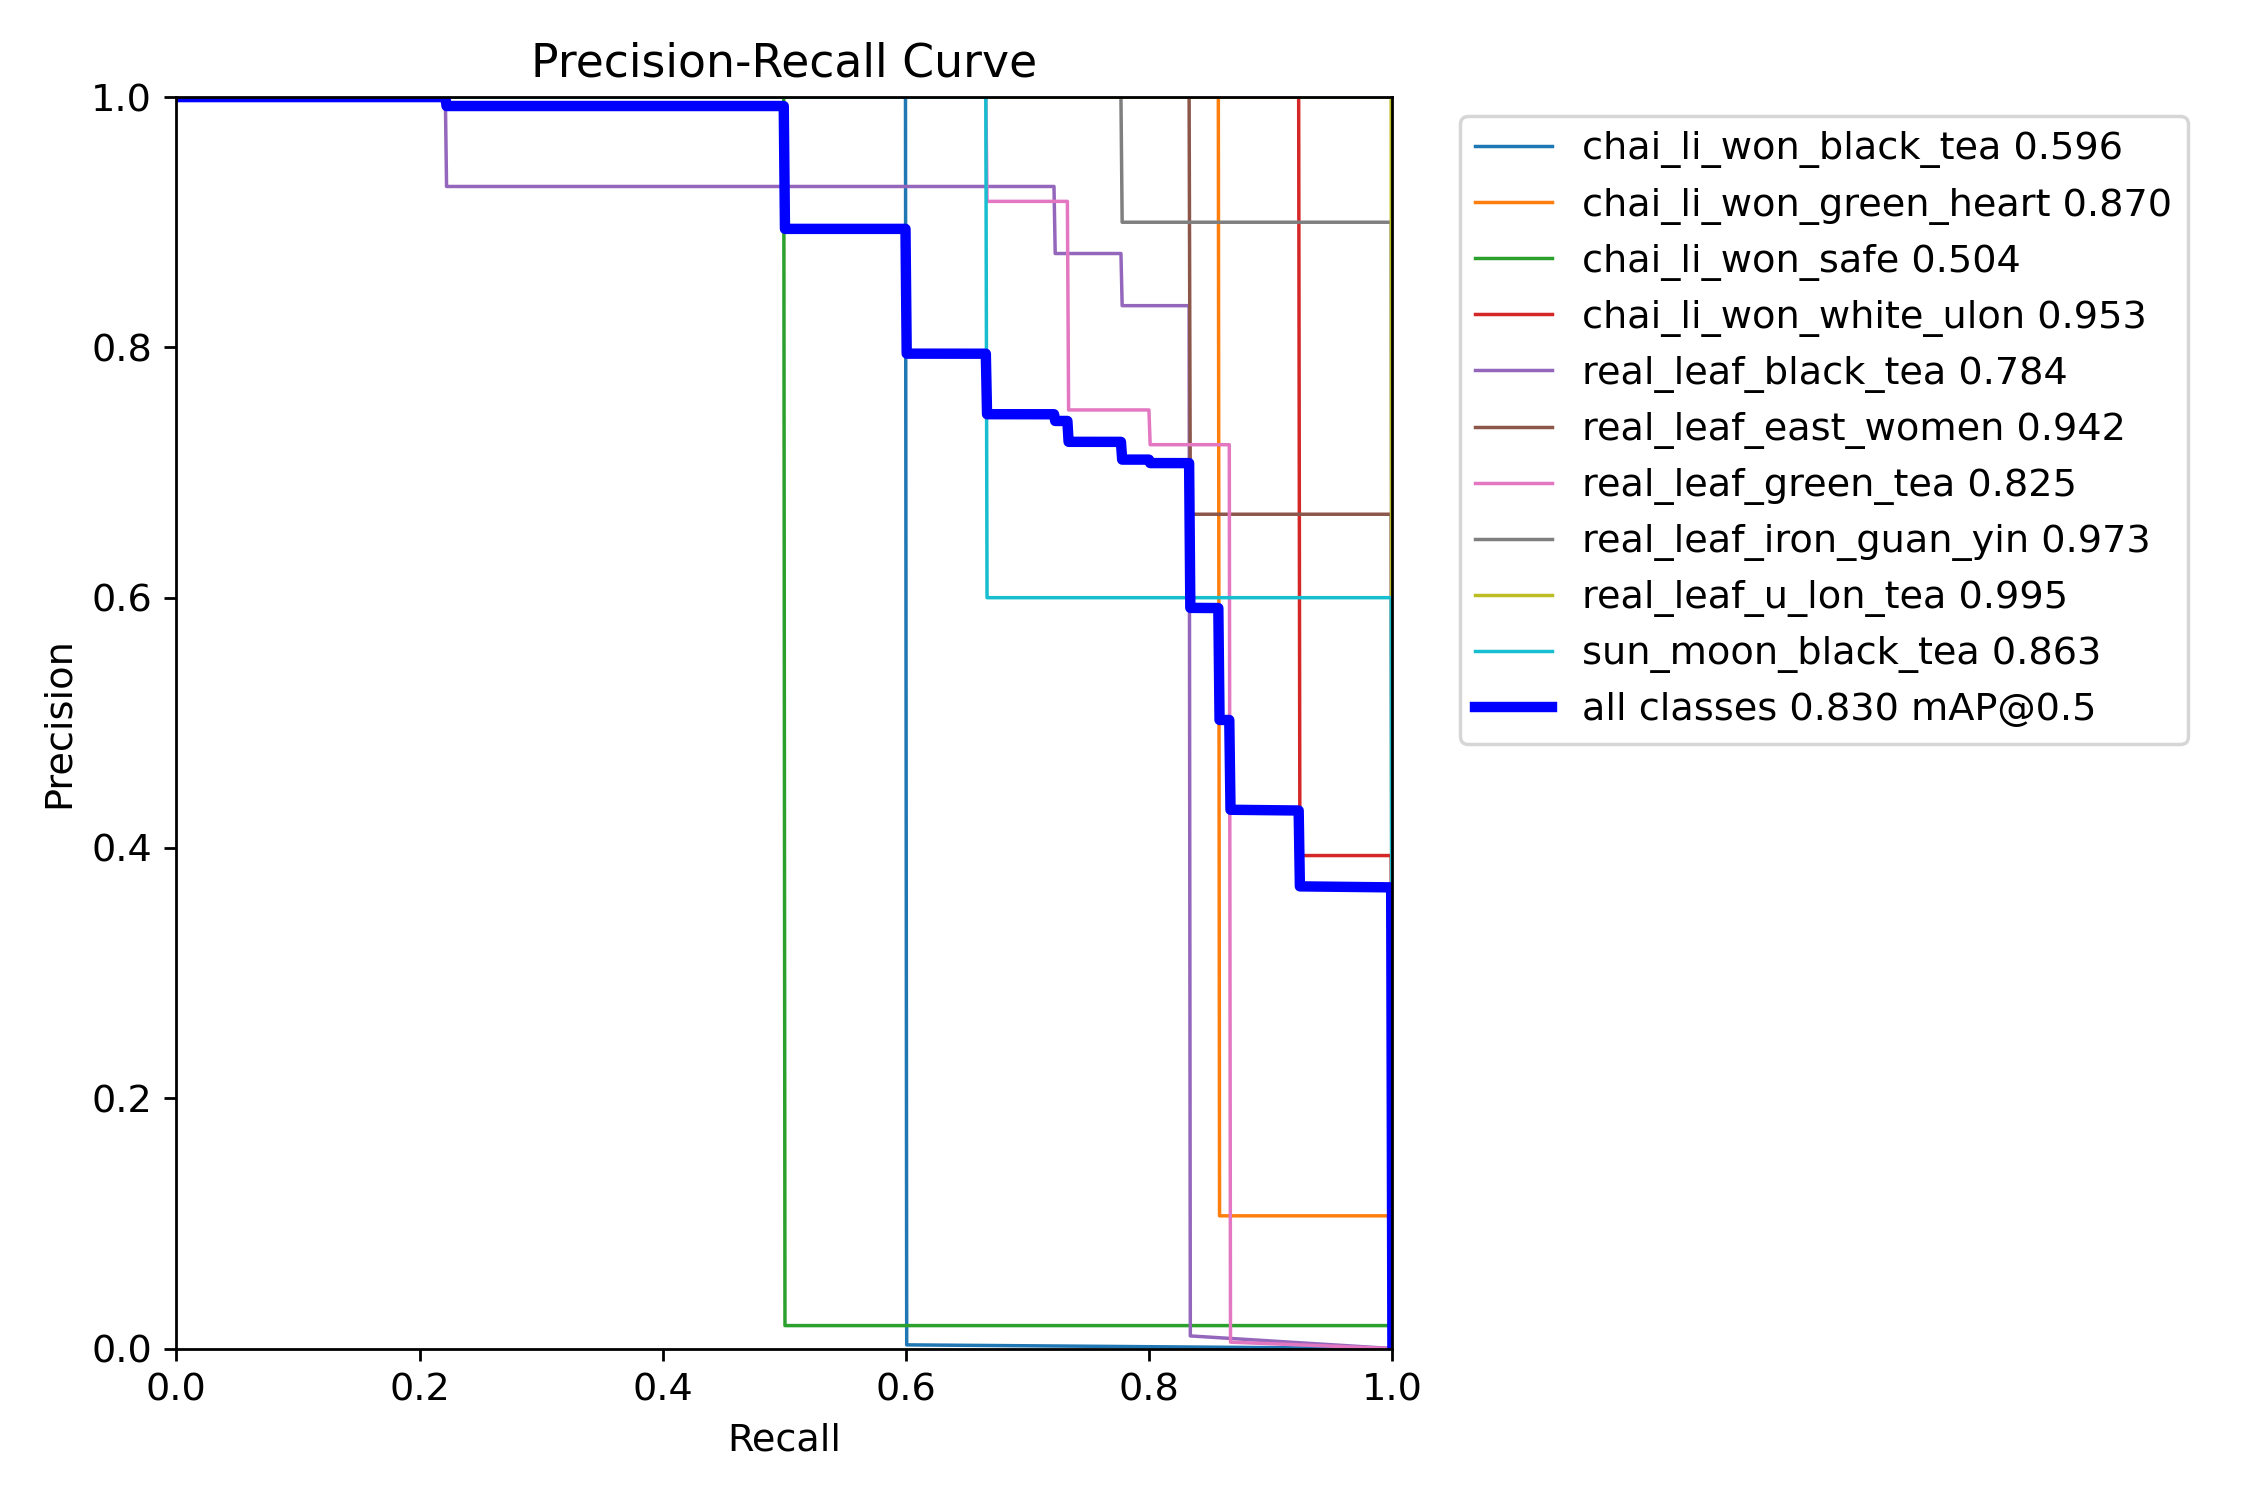 Precision-Recall Curve
1.0
0.8
0.6
0.4
0.2
0.0
Precision
0.0 0.2 0.4 0.6 0.8 1.0
Recall
chai_li_won_black_tea 0.596
chai_li_won_green_heart 0.870
chai_li_won_safe 0.504
chai_li_won_white_ulon 0.953
real_leaf_black_tea 0.784
real_leaf_east_women 0.942
real_leaf_green_tea 0.825
real_leaf_iron_guan_yin 0.973
real_leaf_u_lon_tea 0.995
sun_moon_black_tea 0.863
all classes 0.830 mAP@0.5